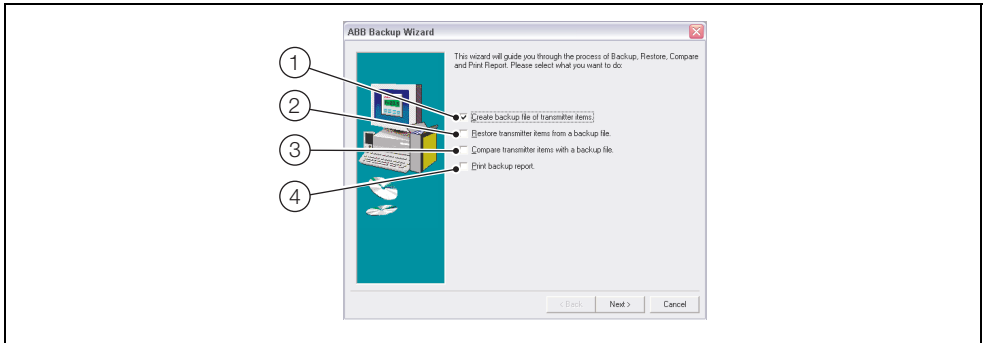 ABB Backup Wizard
This wizard will guide you through the process of Backup, Restore, Compare
and Print Report. Please select what you want to do:
1
Create backup file of transmitter items.
2
Restore transmitter items from a backup file.
3
Compare transmitter items with a backup file.
4
Print backup report.
< Back
Next >
Cancel